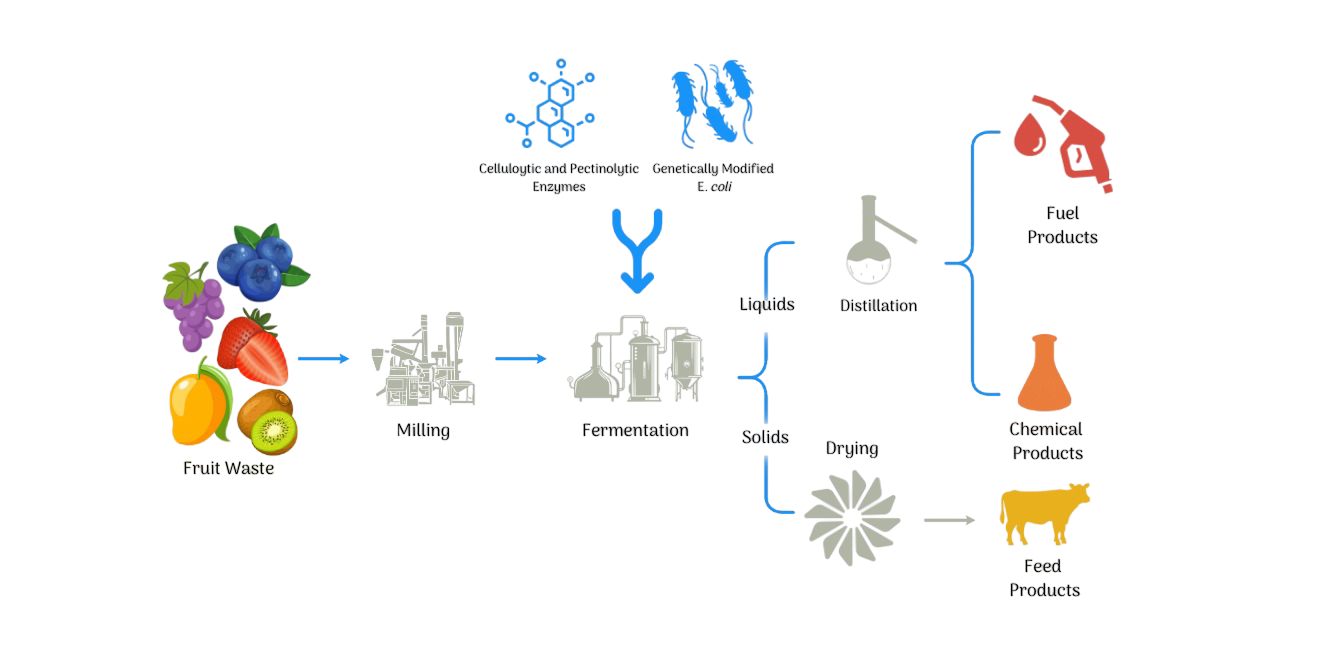 Celluloytic and Pectinolytic
Enzymes
Genetically Modified
E. coli
Fruit Waste
Milling
Fermentation
Liquids
Solids
Distillation
Drying
Fuel
Products
Chemical
Products
Feed
Products